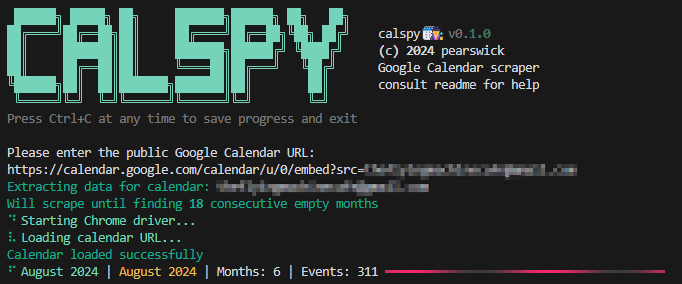 CALSPY
calspy v0.1.0
(c) 2024 pearswick
Google Calendar scraper
consult readme for help
Press Ctrl+C at any time to save progress and exit
Please enter the public Google Calendar URL:
https://calendar.google.com/calendar/u/0/embed?src=
Extracting data for calendar:
Will scrape until finding 18 consecutive empty months
Starting Chrome driver...
Loading calendar URL...
Calendar loaded successfully
August 2024 | August 2024 | Months: 6 | Events: 311